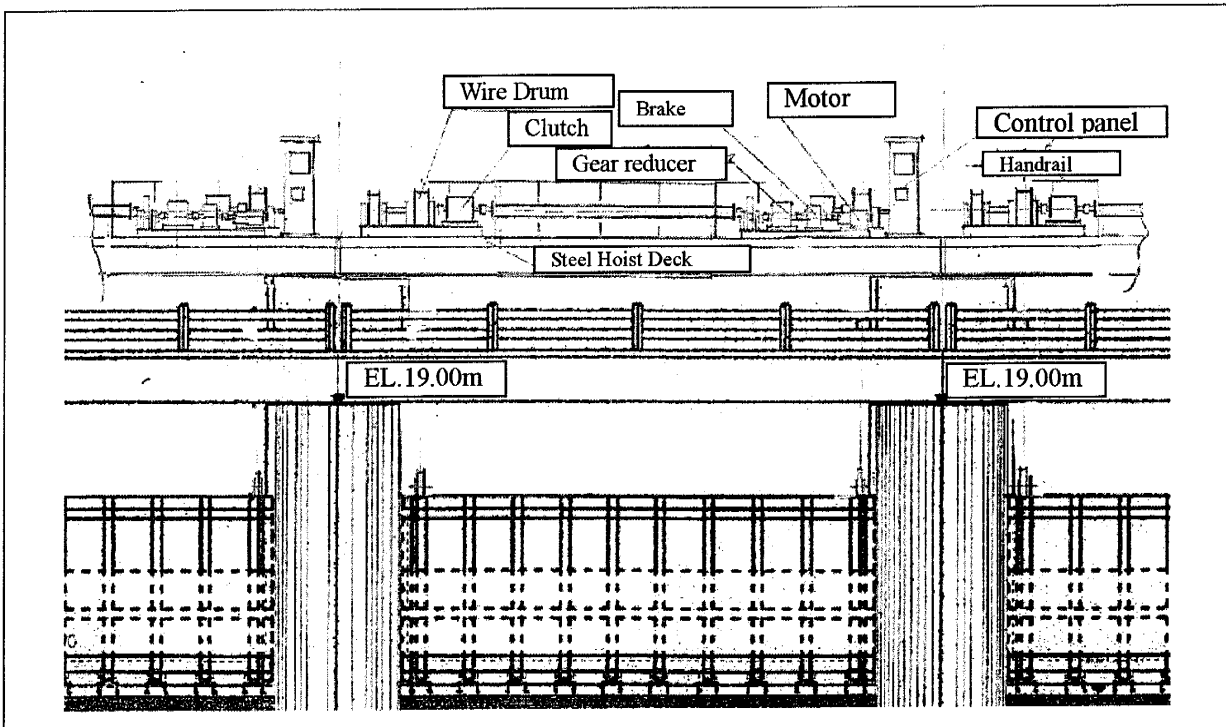 Wire Drum
Brake
Motor
Clutch
Control panel
Gear reducer
Handrail
Steel Hoist Deck
EL.19.00m
EL.19.00m